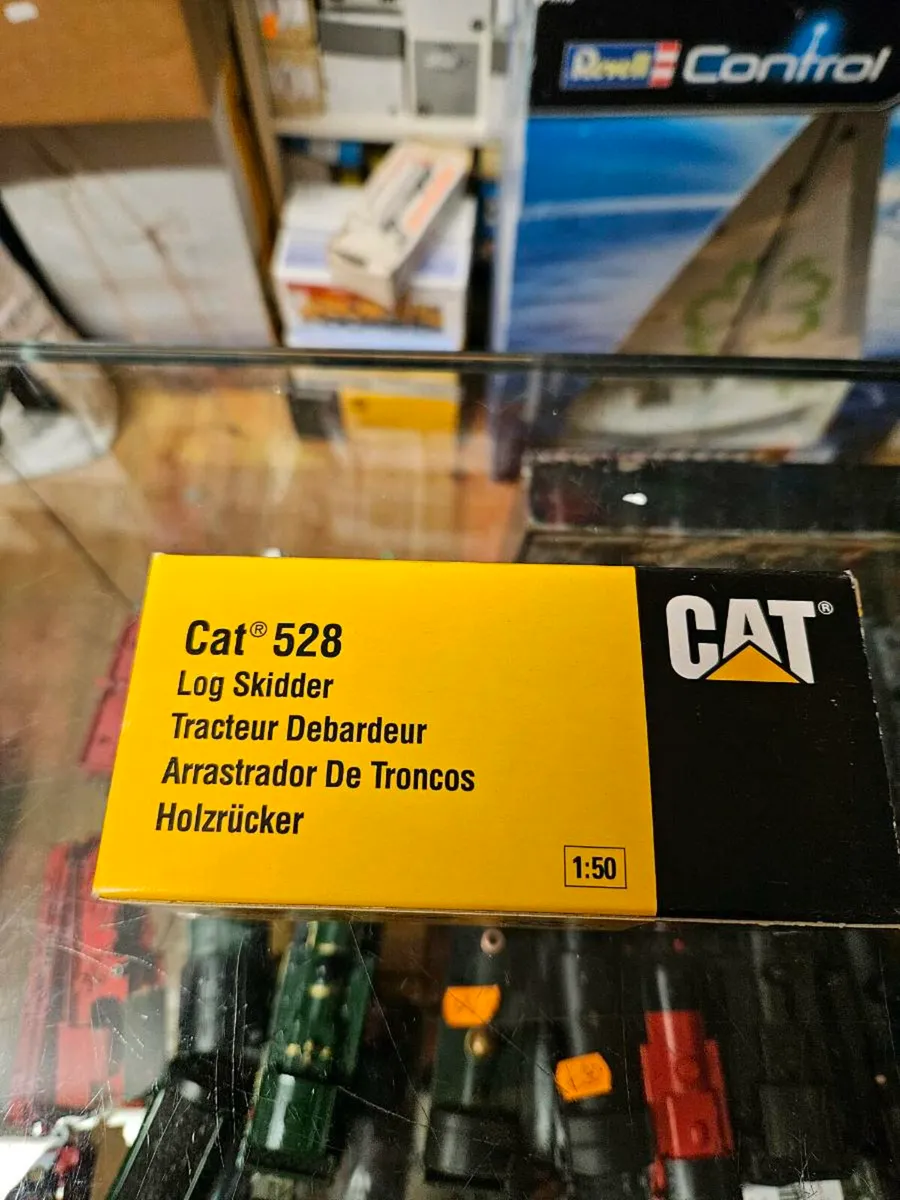 Revell Control
Cat® 528
Log Skidder
Tracteur Debardeur
Arrastrador De Troncos
Holzrücker
1:50
CAT®